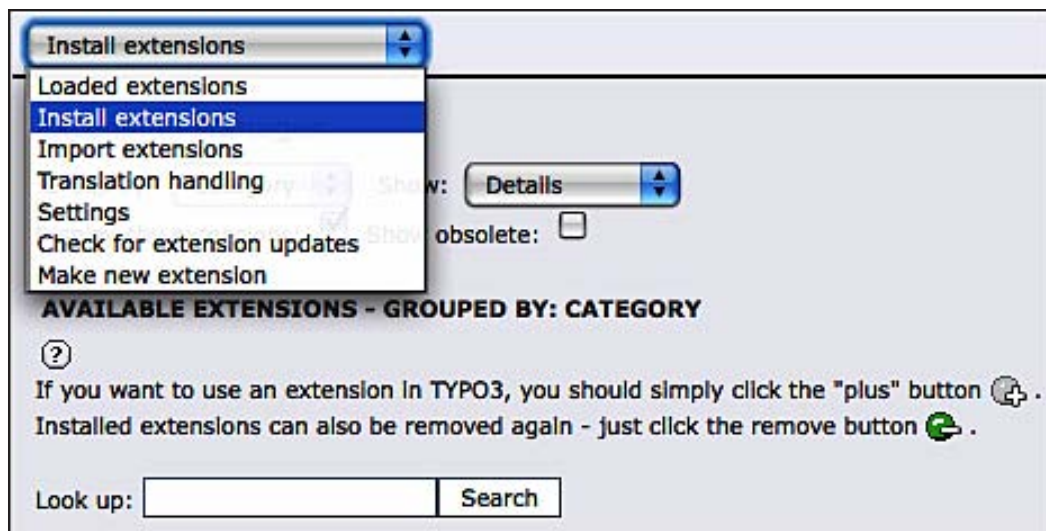 Install extensions
Loaded extensions
Install extensions
Import extensions
Translation handling
Show: Details
Settings
Show obsolete:
Check for extension updates
Make new extension
AVAILABLE EXTENSIONS - GROUPED BY: CATEGORY
?
If you want to use an extension in TYPO3, you should simply click the "plus" button .
Installed extensions can also be removed again - just click the remove button .
Look up: Search